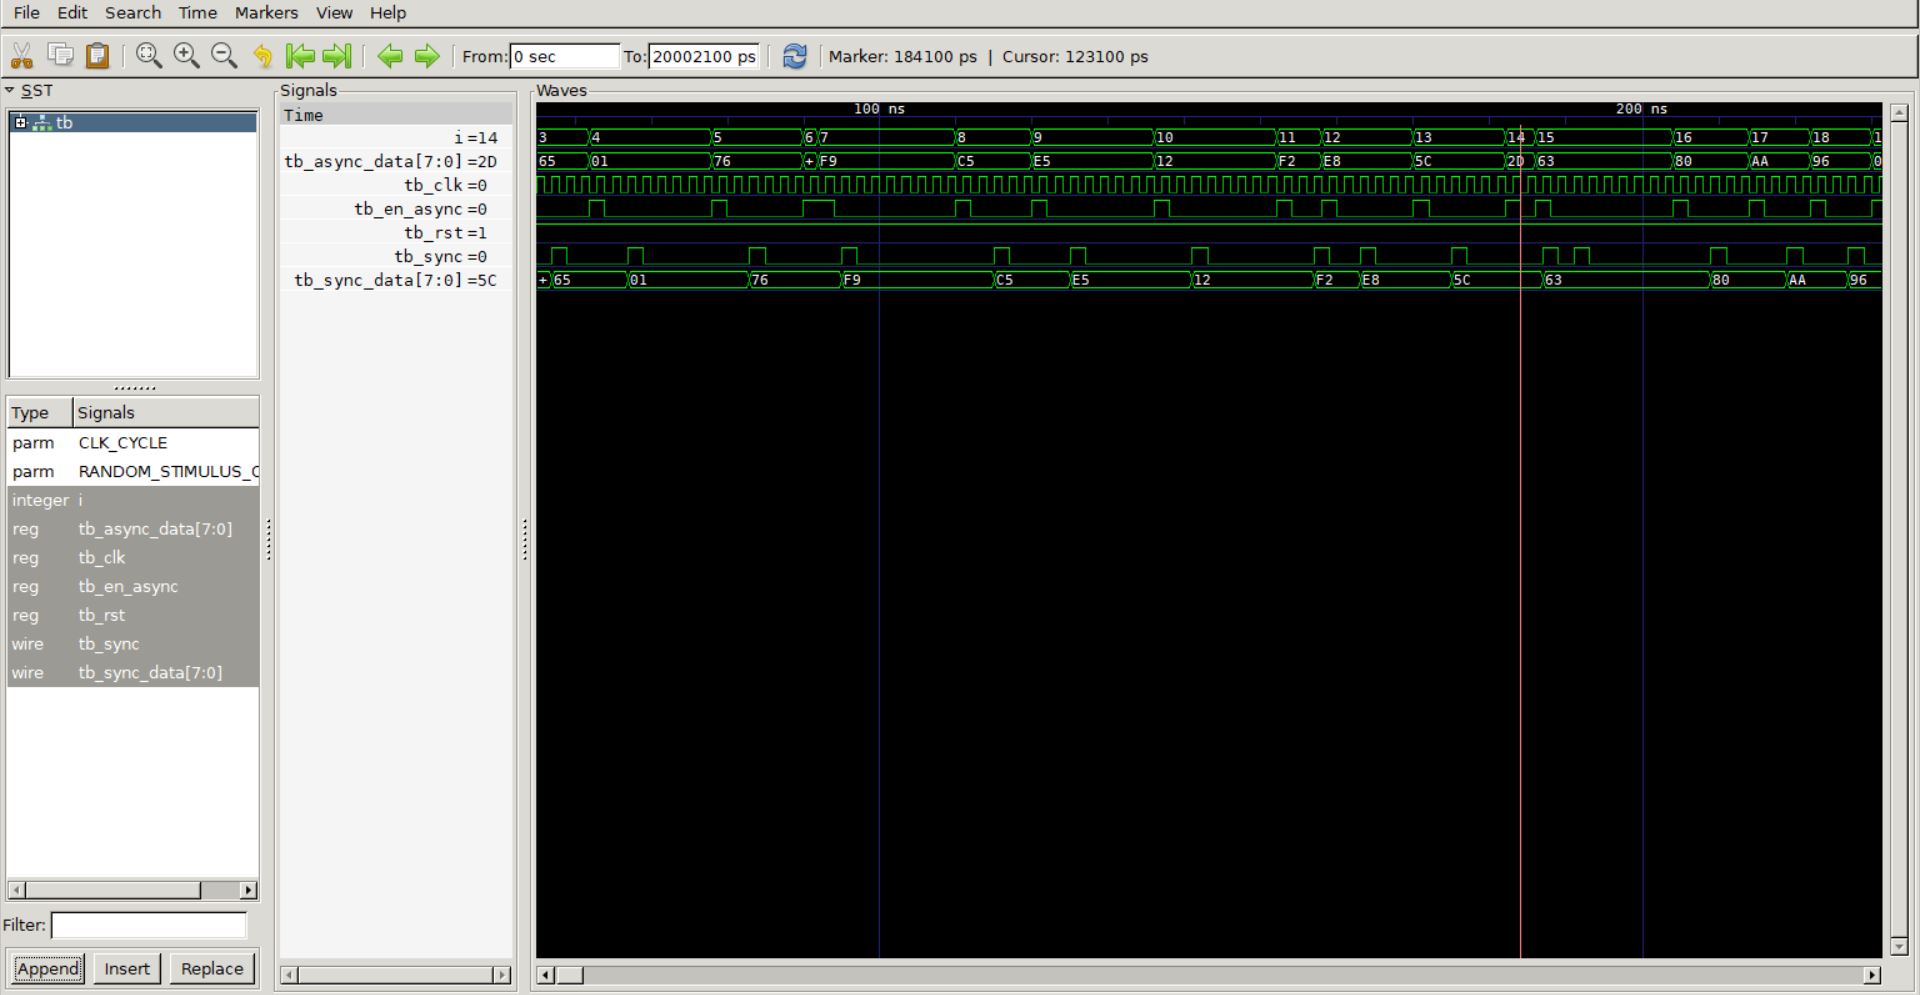 File Edit Search Time Markers View Help
From: 0 sec To: 20002100 ps Marker: 184100 ps | Cursor: 123100 ps
SST
tb
Type Signals
parm CLK_CYCLE
parm RANDOM_STIMULUS_C
integer i
reg tb_async_data[7:0]
reg tb_clk
reg tb_en_async
reg tb_rst
wire tb_sync
wire tb_sync_data[7:0]
Filter:
Append Insert Replace
Signals
Time
i =14
tb_async_data[7:0] =2D
tb_clk =0
tb_en_async =0
tb_rst =1
tb_sync =0
tb_sync_data[7:0] =5C
Waves
100 ns 200 ns
3 4 5 6 7 8 9 10 11 12 13 14 15 16 17 18 1
65 01 76 + F9 C5 E5 12 F2 E8 5C 2D 63 80 AA 96 0
+ 65 01 76 F9 C5 E5 12 F2 E8 5C 63 80 AA 96